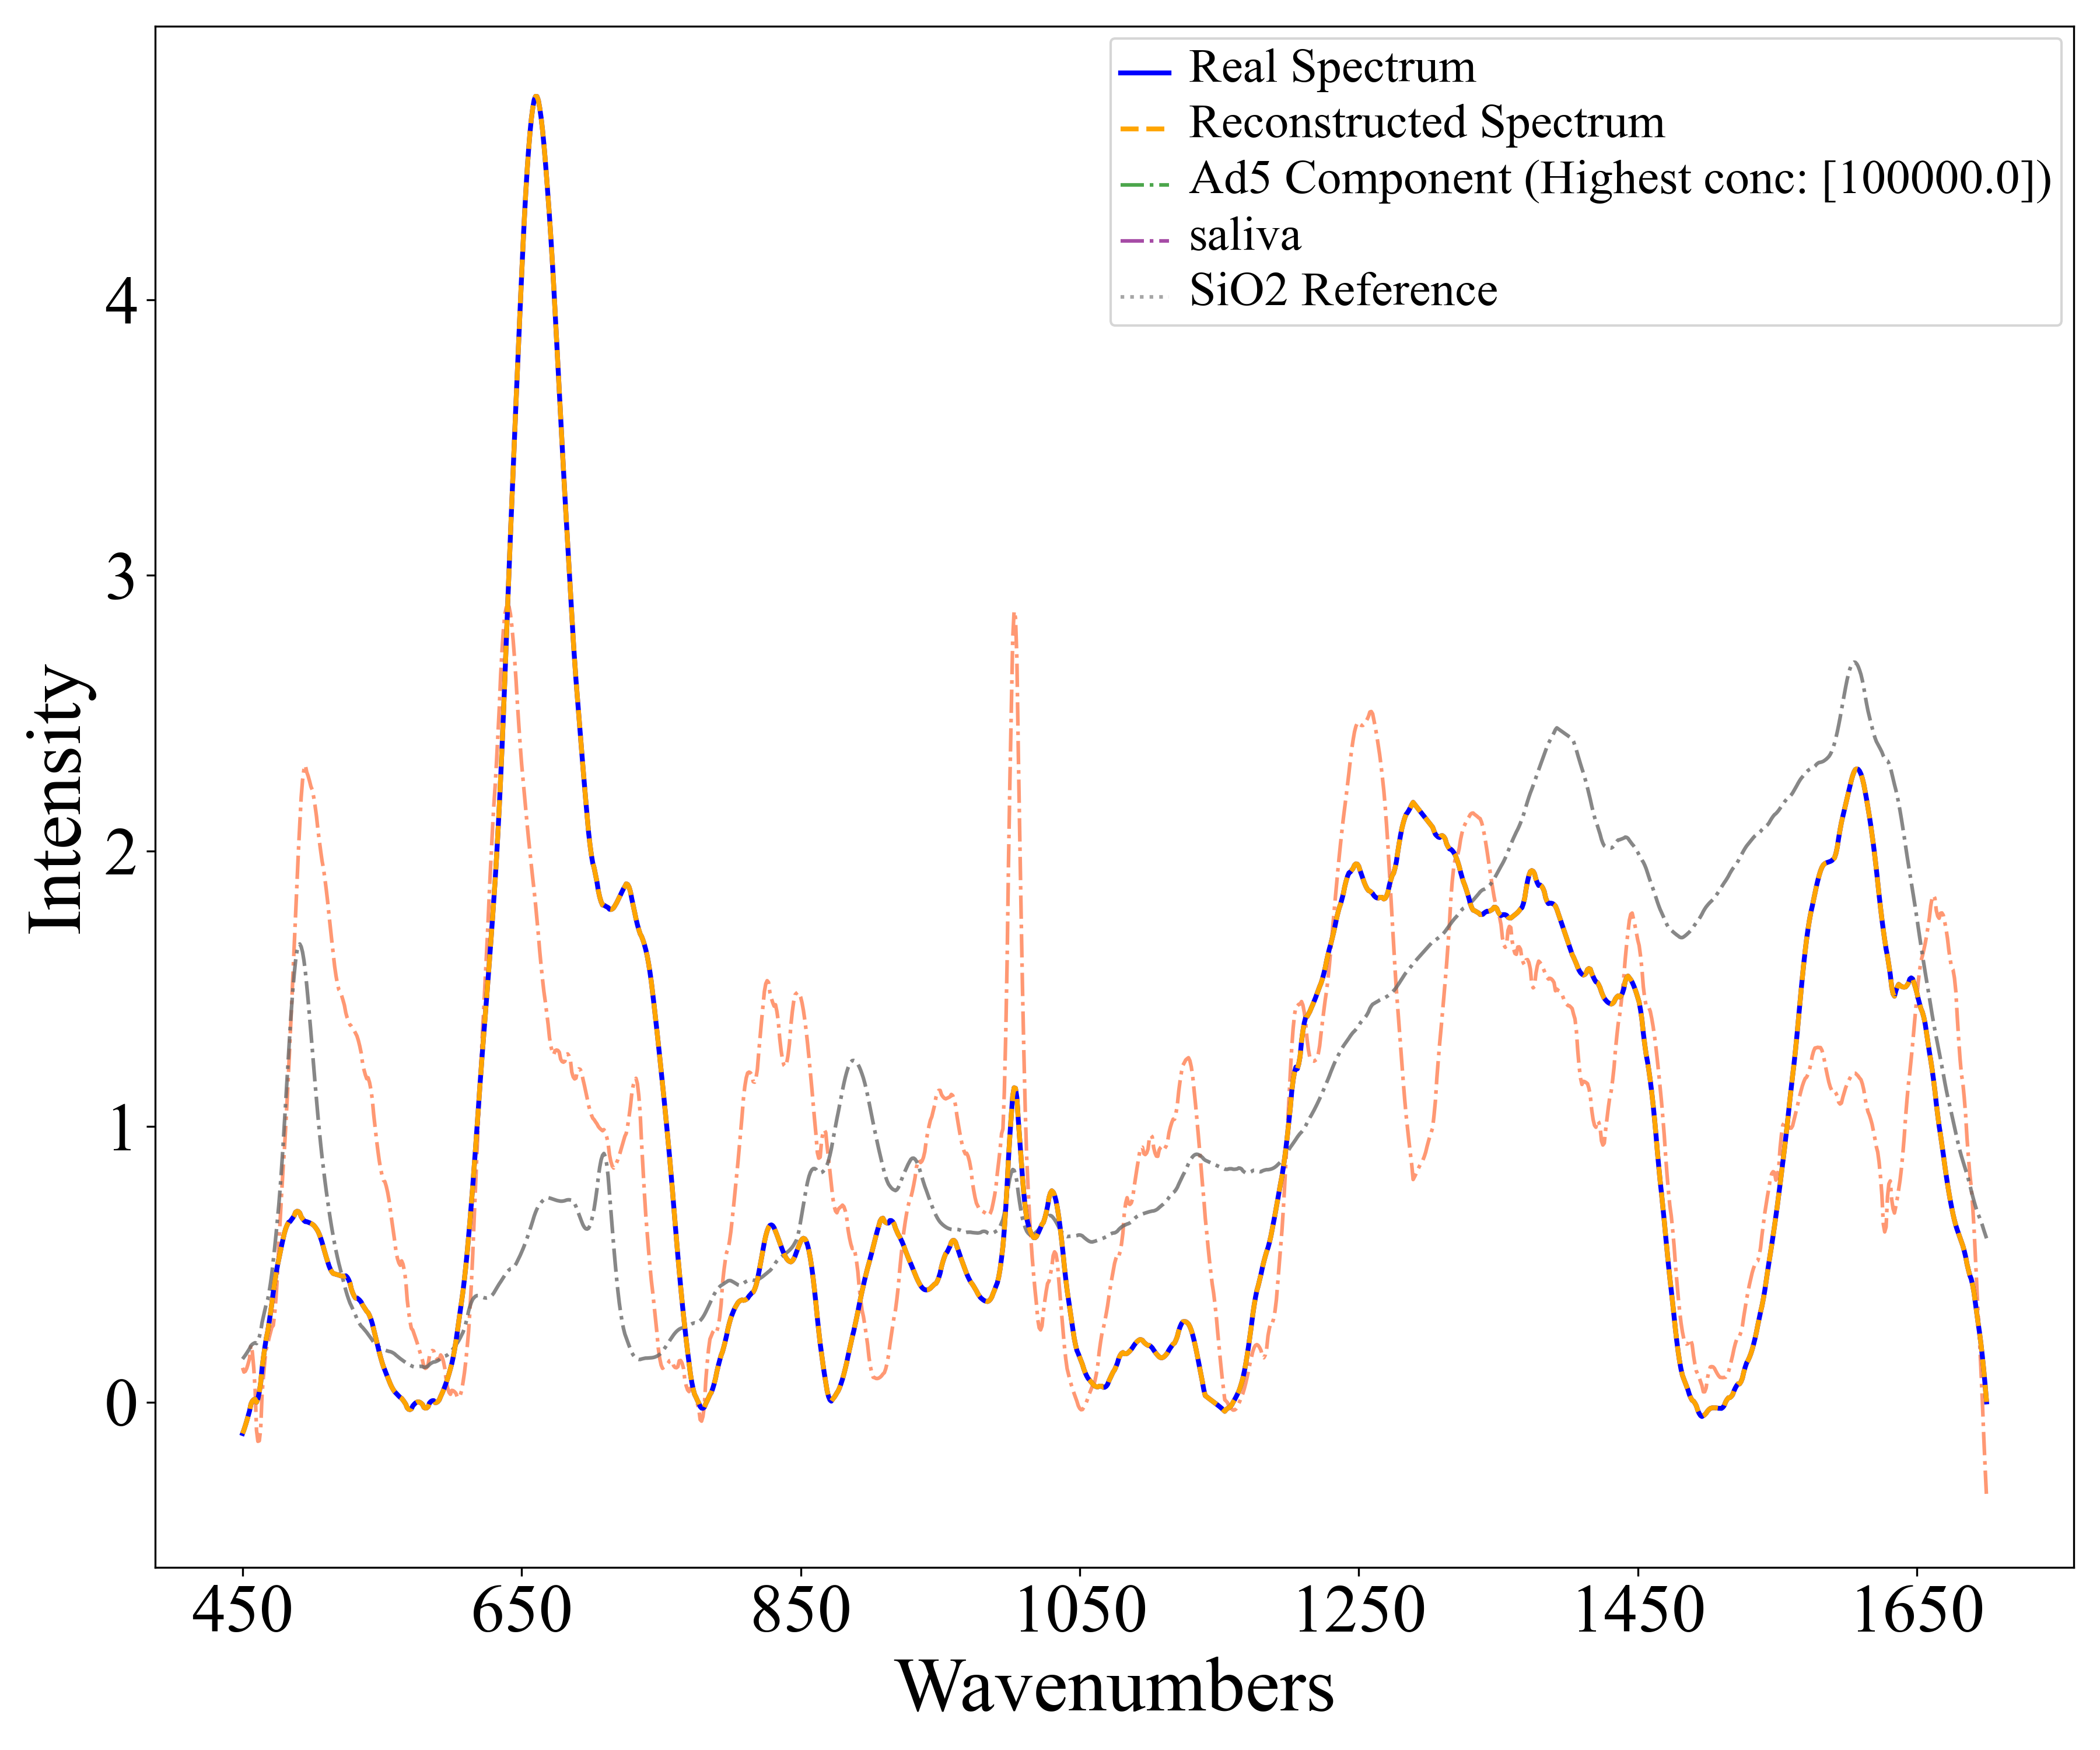 Real Spectrum
Reconstructed Spectrum
Ad5 Component (Highest conc: [100000.0])
saliva
SiO2 Reference
Intensity
4
3
2
1
0
450 650 850 1050 1250 1450 1650
Wavenumbers